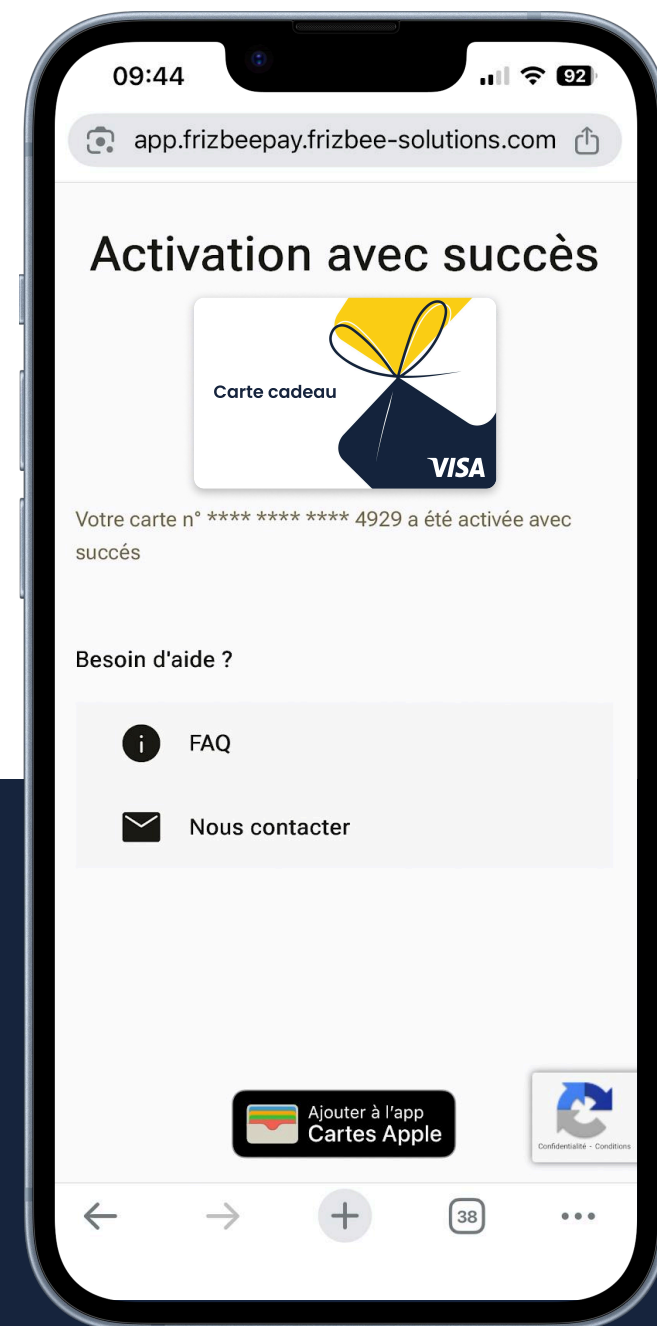 09:44
92
app.frizbeepay.frizbee-solutions.com
Activation avec succès
Carte cadeau
VISA
Votre carte n° **** **** **** 4929 a été activée avec
succés
Besoin d'aide ?
FAQ
Nous contacter
Ajouter à l'app
Cartes Apple
Confidentialité - Conditions
38